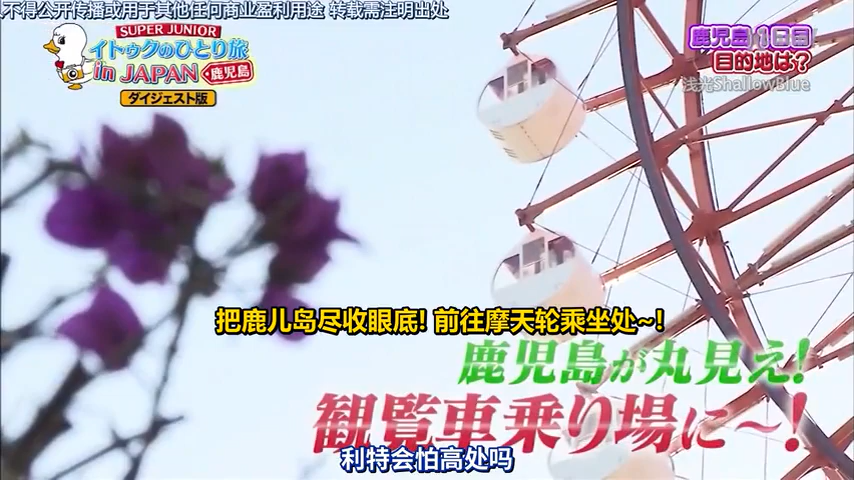 不得公开传播或用于其他任何商业盈利用途 转载需注明出处
SUPER JUNIOR
イトゥクのひとり旅
in JAPAN 鹿児島
ダイジェスト版
鹿児島1日目
目的地は?
浅光ShallowBlue
把鹿儿岛尽收眼底! 前往摩天轮乘坐处~!
鹿児島が丸見え!
観覧車乗り場に~!
利特会怕高处吗